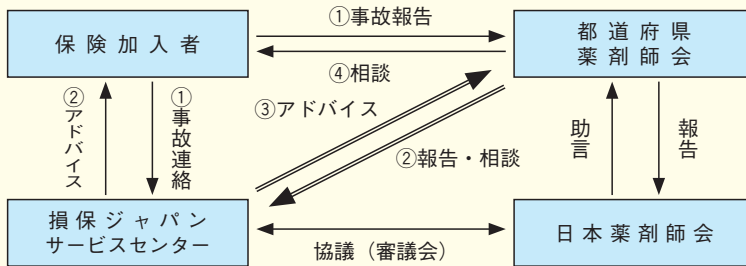 ①事故報告
保険加入者
都道府県
薬剤師会
④相談
②アドバイス
①事故連絡
③アドバイス
②報告・相談
助言
報告
損保ジャパン
サービスセンター
協議（審議会）
日本薬剤師会